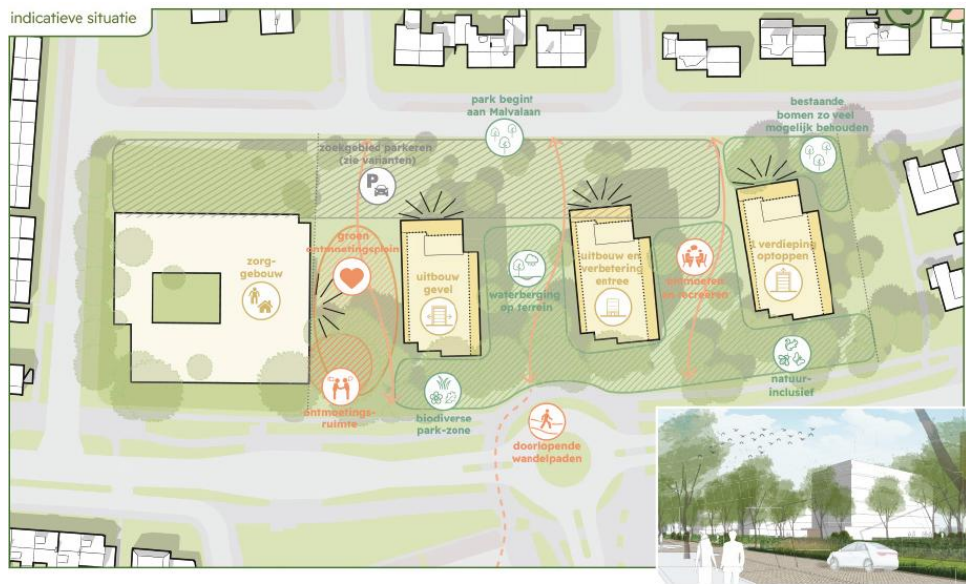 indicatieve situatie
park begint
aan Malvalaan
bestaande
bomen zo veel
mogelijk behouden
zoekgebied parkeren
(zie varianten)
P
groen
ontmoetingsplein
zorg-
gebouw
uitbouw
gevel
waterberging
op terrein
uitbouw en
verbetering
entree
ontmoeren
en recreëren
1 verdieping
optoppen
ontmoetings-
ruimte
biodiverse
park-zone
doorlopende
wandelpaden
natuur-
inclusief